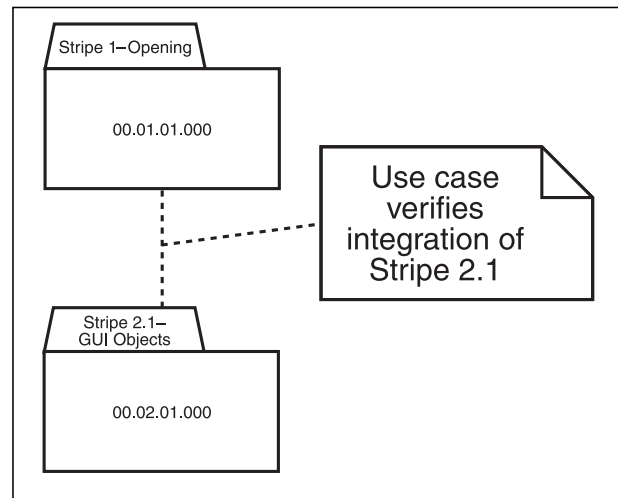 Stripe 1–Opening
00.01.01.000
Use case
verifies
integration of
Stripe 2.1
Stripe 2.1–
GUI Objects
00.02.01.000